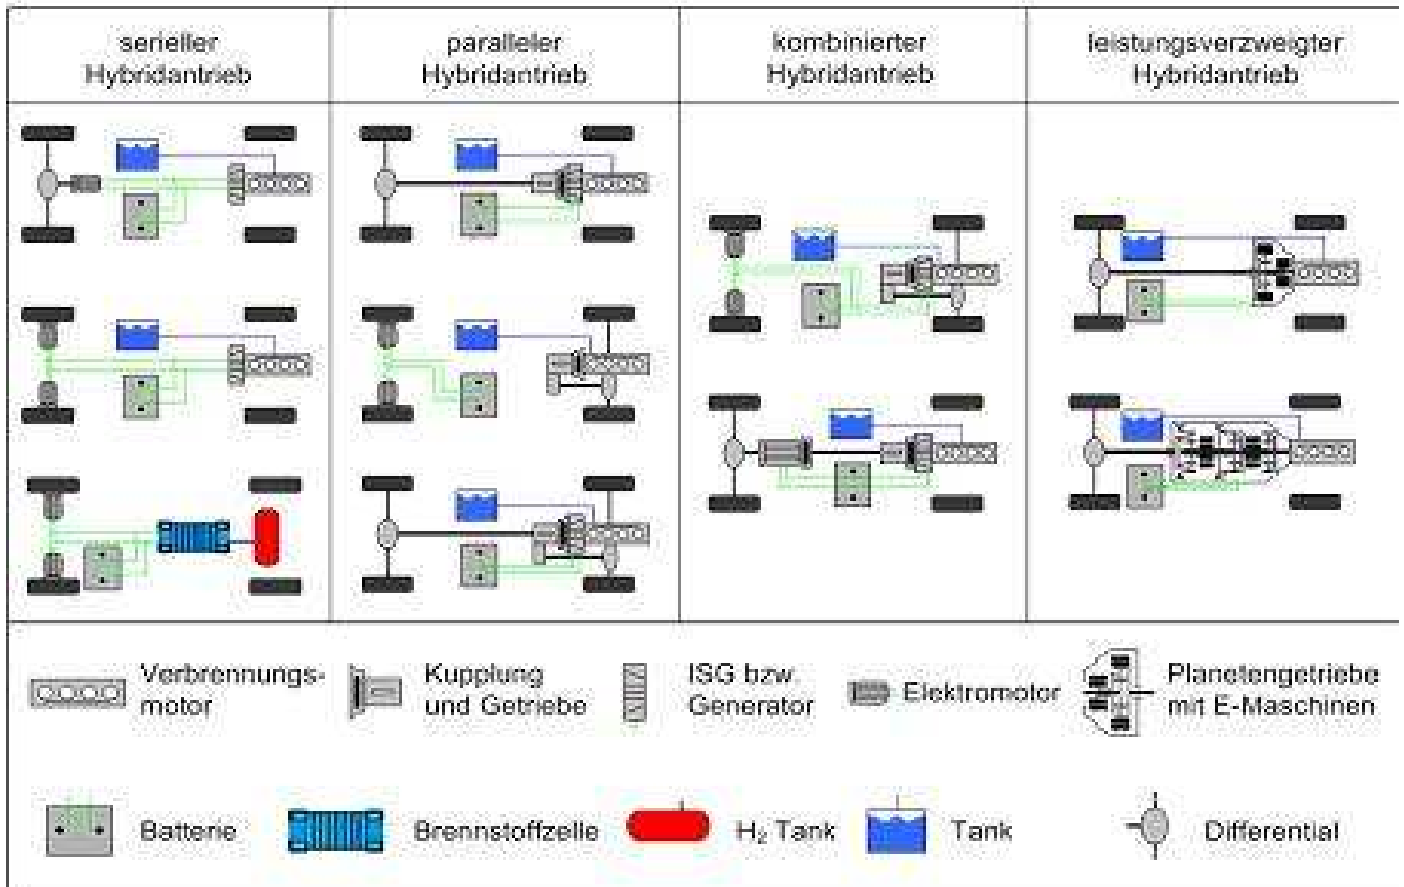 serieller
Hybridantrieb
paralleler
Hybridantrieb
kombinierter
Hybridantrieb
leistungsverzweigter
Hybridantrieb
Verbrennungs-
motor
Kupplung
und Getriebe
ISG bzw.
Generator
Elektromotor
Planetengetriebe
mit E-Maschinen
Batterie
Brennstoffzelle
H₂ Tank
Tank
Differential